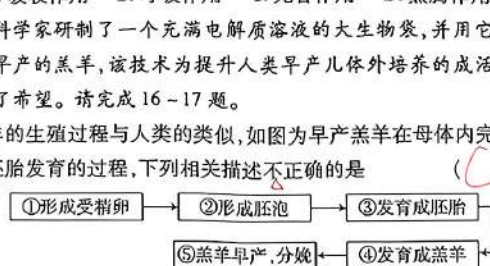 科学家研制了一个充满电解质溶液的大生物袋,并用它
早产的羔羊,该技术为提升人类早产儿体外培养的成活
了希望。请完成16~17题。
的生殖过程与人类的类似,如图为早产羔羊在母体内完
胚胎发育的过程,下列相关描述不正确的是 (
①形成受精卵 ②形成胚泡 ③发育成胚胎
⑤羔羊早产,分娩 ④发育成羔羊